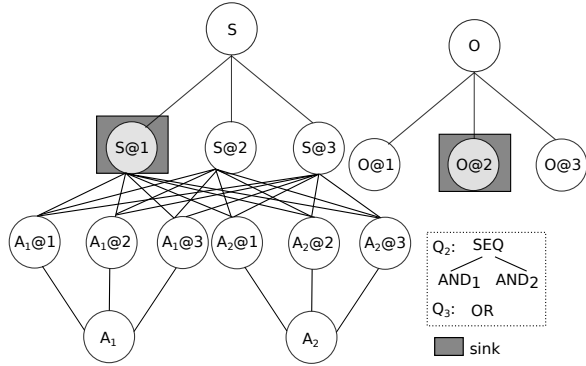 S
O
S@1 S@2 S@3
O@1 O@2 O@3
A₁@1 A₁@2 A₁@3 A₂@1 A₂@2 A₂@3
Q₂: SEQ
AND₁ AND₂
Q₃: OR
A₁ A₂
sink